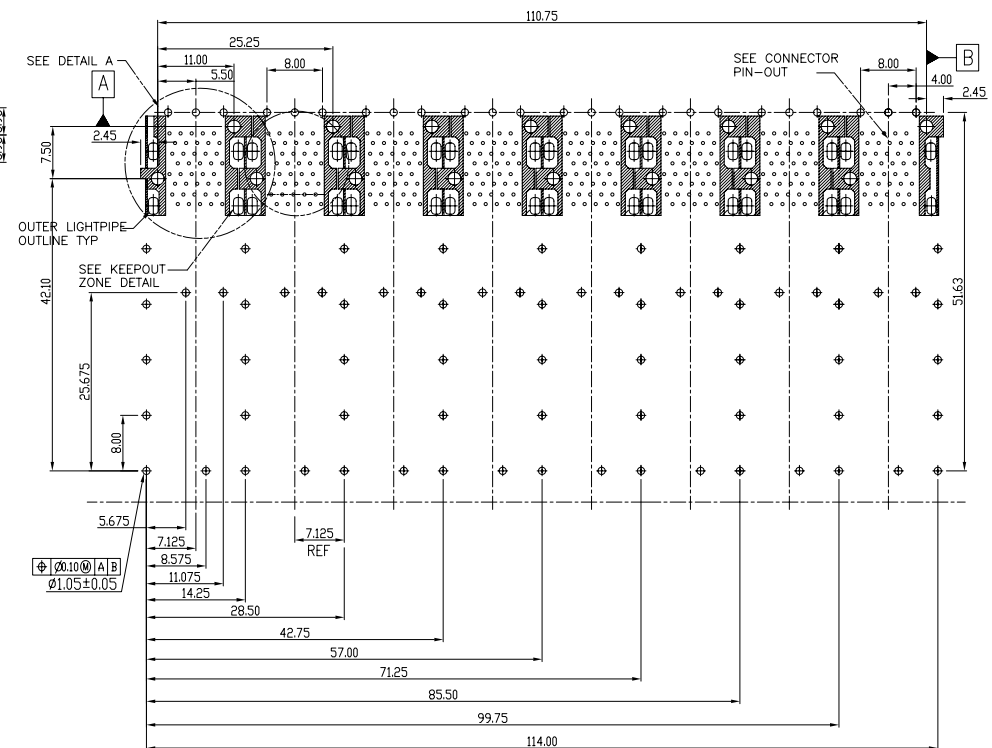 110.75
25.25
SEE DETAIL A
11.00
8.00
SEE CONNECTOR
PIN-OUT
8.00
B
A
5.50
4.00
2.45
2.45
7.50
OUTER LIGHTPIPE
OUTLINE TYP
SEE KEEPOUT
ZONE DETAIL
42.10
51.63
25.675
8.00
5.675
7.125
7.125
REF
8.575
⌖ Ø0.10 Ⓜ A B
Ø1.05±0.05
11.075
14.25
28.50
42.75
57.00
71.25
85.50
99.75
114.00